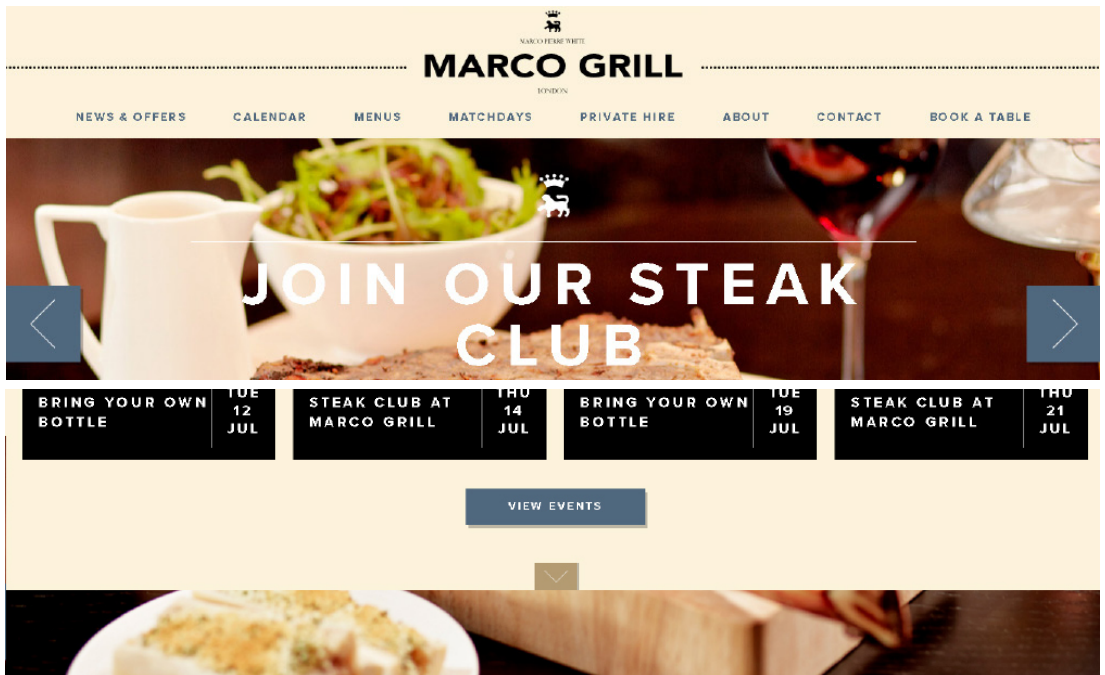 MARCO PIERRE WHITE
MARCO GRILL
LONDON
NEWS & OFFERS CALENDAR MENUS MATCHDAYS PRIVATE HIRE ABOUT CONTACT BOOK A TABLE
JOIN OUR STEAK
CLUB
BRING YOUR OWN
BOTTLE
TUE
12
JUL
STEAK CLUB AT
MARCO GRILL
THU
14
JUL
BRING YOUR OWN
BOTTLE
TUE
19
JUL
STEAK CLUB AT
MARCO GRILL
THU
21
JUL
VIEW EVENTS